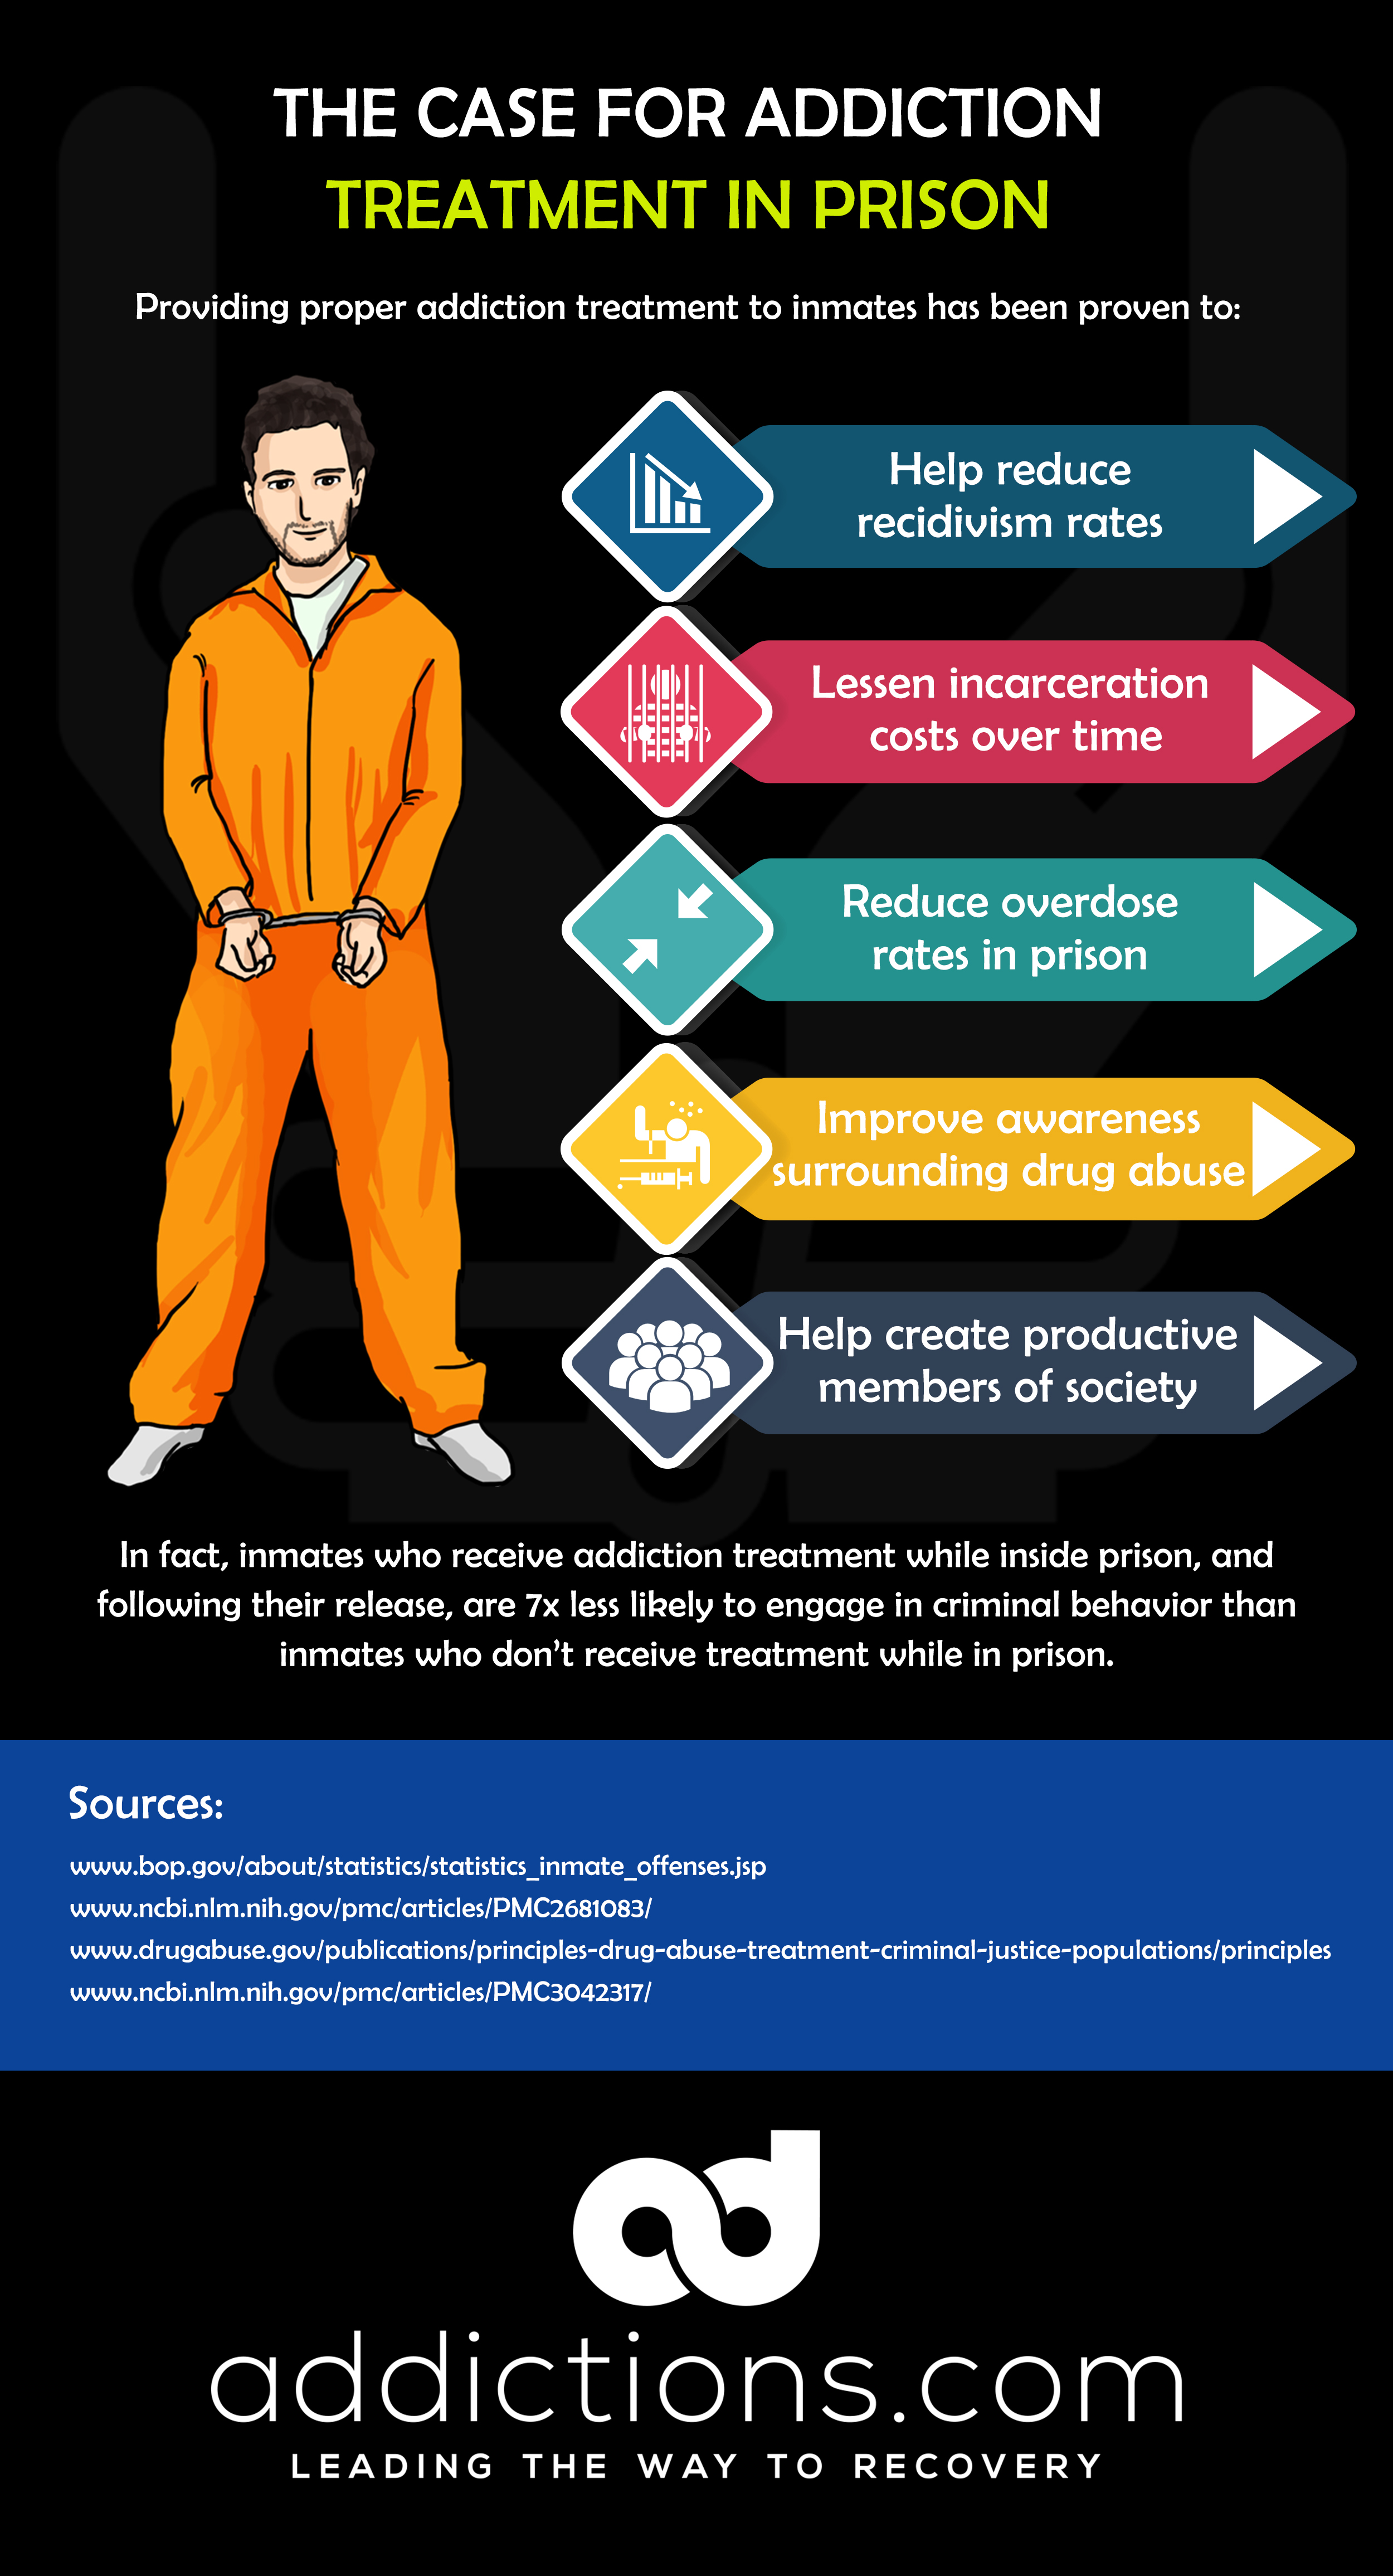 THE CASE FOR ADDICTION
TREATMENT IN PRISON
Providing proper addiction treatment to inmates has been proven to:
Help reduce
recidivism rates
Lessen incarceration
costs over time
Reduce overdose
rates in prison
Improve awareness
surrounding drug abuse
Help create productive
members of society
In fact, inmates who receive addiction treatment while inside prison, and
following their release, are 7x less likely to engage in criminal behavior than
inmates who don't receive treatment while in prison.
Sources:
www.bop.gov/about/statistics/statistics_inmate_offenses.jsp
www.ncbi.nlm.nih.gov/pmc/articles/PMC2681083/
www.drugabuse.gov/publications/principles-drug-abuse-treatment-criminal-justice-populations/principles
www.ncbi.nlm.nih.gov/pmc/articles/PMC3042317/
ad
addictions.com
LEADING THE WAY TO RECOVERY